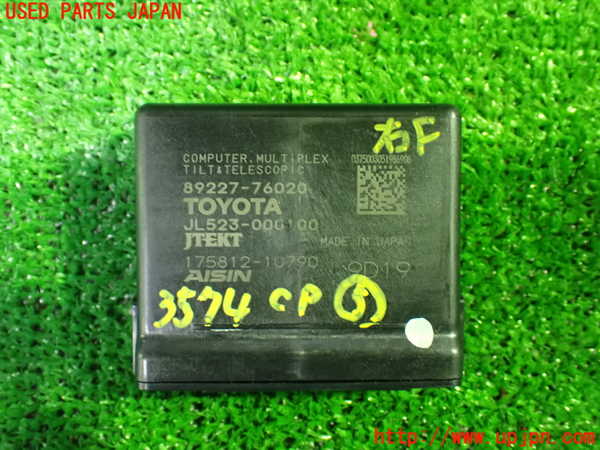 USED PARTS JAPAN
右F
COMPUTER, MULTIPLEX
TILT&TELESCOPIC
89227-76020
TOYOTA
JL523-000100
JTEKT
MADE IN JAPAN
175812-10790
9D19
AISIN
3574 CP ⑤
http://www.upjpn.com/